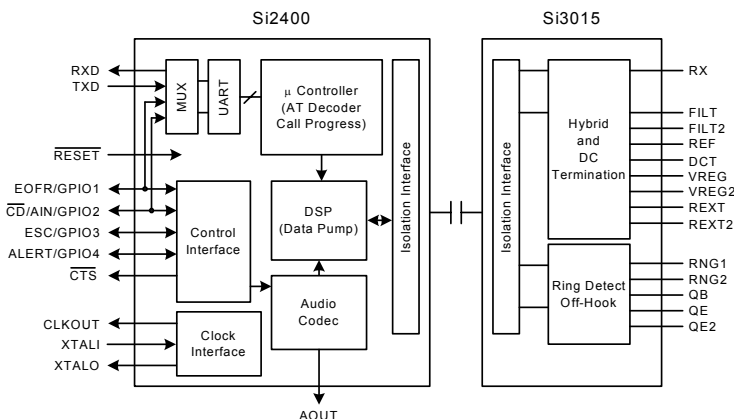 Si2400
Si3015
RXD
TXD
RESET
EOFR/GPIO1
CD/AIN/GPIO2
ESC/GPIO3
ALERT/GPIO4
CTS
CLKOUT
XTALI
XTALO
MUX
UART
μ Controller
(AT Decoder
Call Progress)
Control
Interface
DSP
(Data Pump)
Clock
Interface
Audio
Codec
AOUT
Isolation Interface
Isolation Interface
Hybrid
and
DC
Termination
Ring Detect
Off-Hook
RX
FILT
FILT2
REF
DCT
VREG
VREG2
REXT
REXT2
RNG1
RNG2
QB
QE
QE2